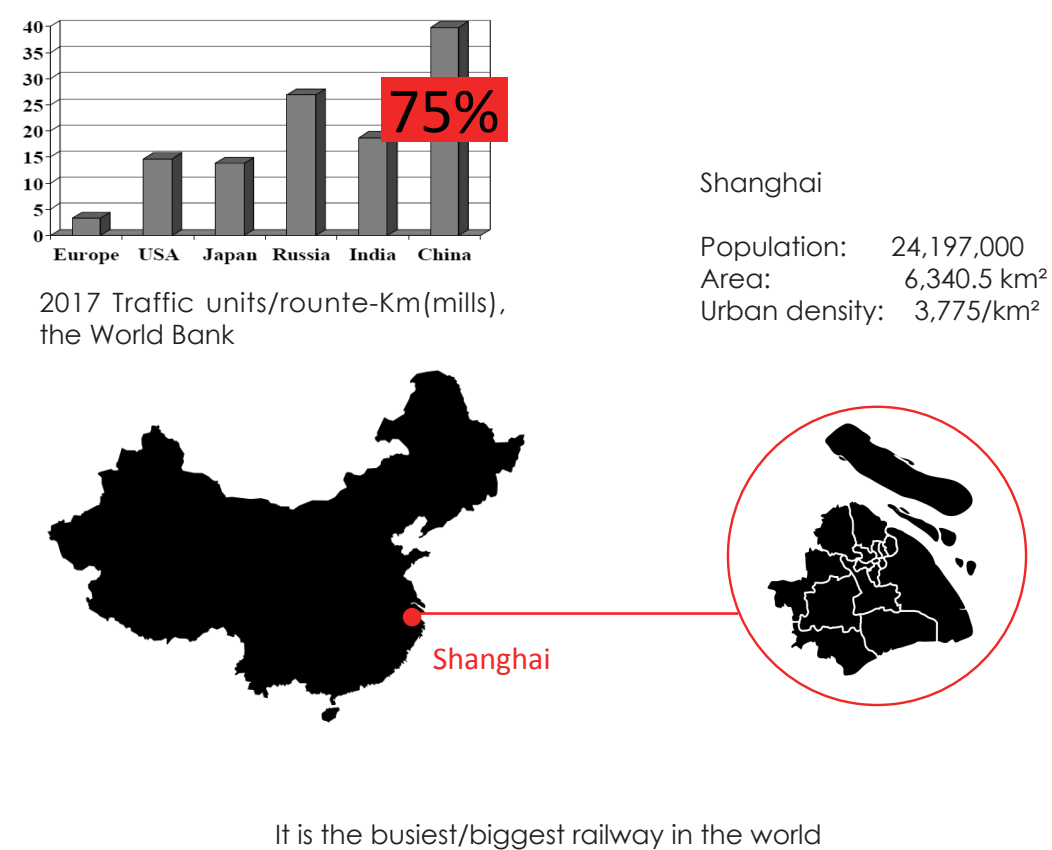 40
35
30
25
20
15
10
5
0
75%
Europe USA Japan Russia India China
2017 Traffic units/rounte-Km(mills),
the World Bank
Shanghai
Population: 24,197,000
Area: 6,340.5 km²
Urban density: 3,775/km²
Shanghai
It is the busiest/biggest railway in the world